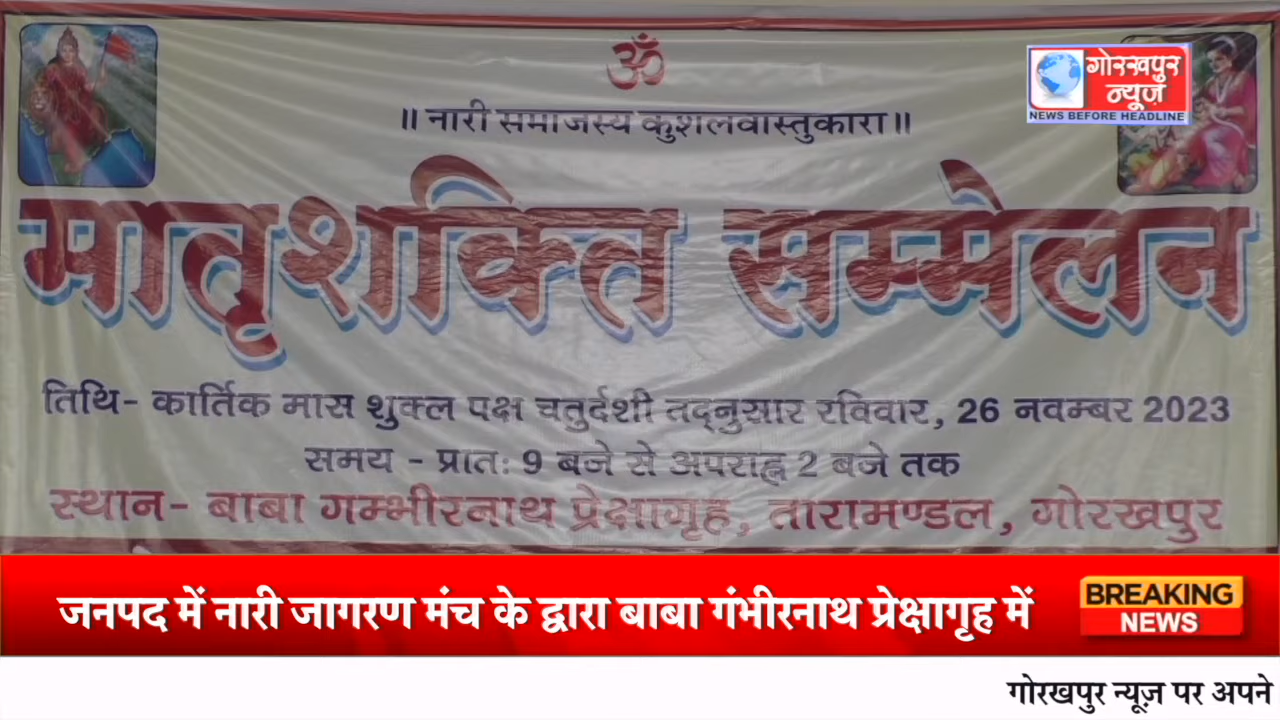 ॐ
गोरखपुर
न्यूज़
NEWS BEFORE HEADLINE
॥ नारी समाजस्य कुशलवास्तुकारा॥
मातृशक्ति सम्मेलन
तिथि- कार्तिक मास शुक्ल पक्ष चतुर्दशी तद्नुसार रविवार, 26 नवम्बर 2023
समय - प्रातः 9 बजे से अपराह्न 2 बजे तक
स्थान- बाबा गम्भीरनाथ प्रेक्षागृह, तारामण्डल, गोरखपुर
जनपद में नारी जागरण मंच के द्वारा बाबा गंभीरनाथ प्रेक्षागृह में
BREAKING
NEWS
गोरखपुर न्यूज़ पर अपने